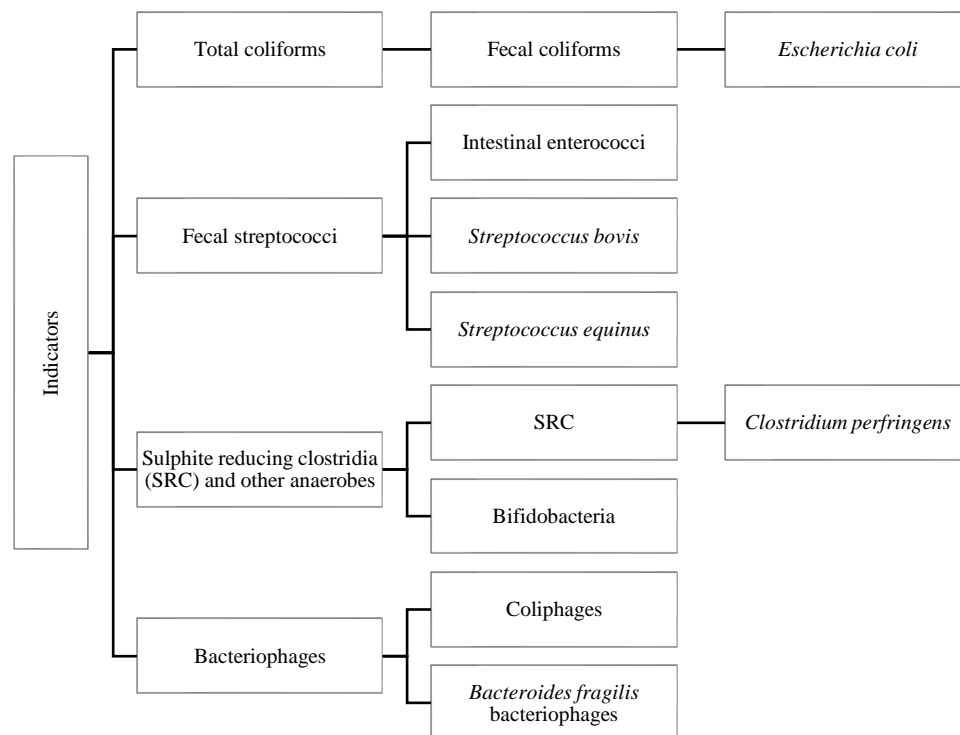 Indicators
Total coliforms
Fecal coliforms
Escherichia coli
Fecal streptococci
Intestinal enterococci
Streptococcus bovis
Streptococcus equinus
Sulphite reducing clostridia
(SRC) and other anaerobes
SRC
Clostridium perfringens
Bifidobacteria
Bacteriophages
Coliphages
Bacteroides fragilis
bacteriophages